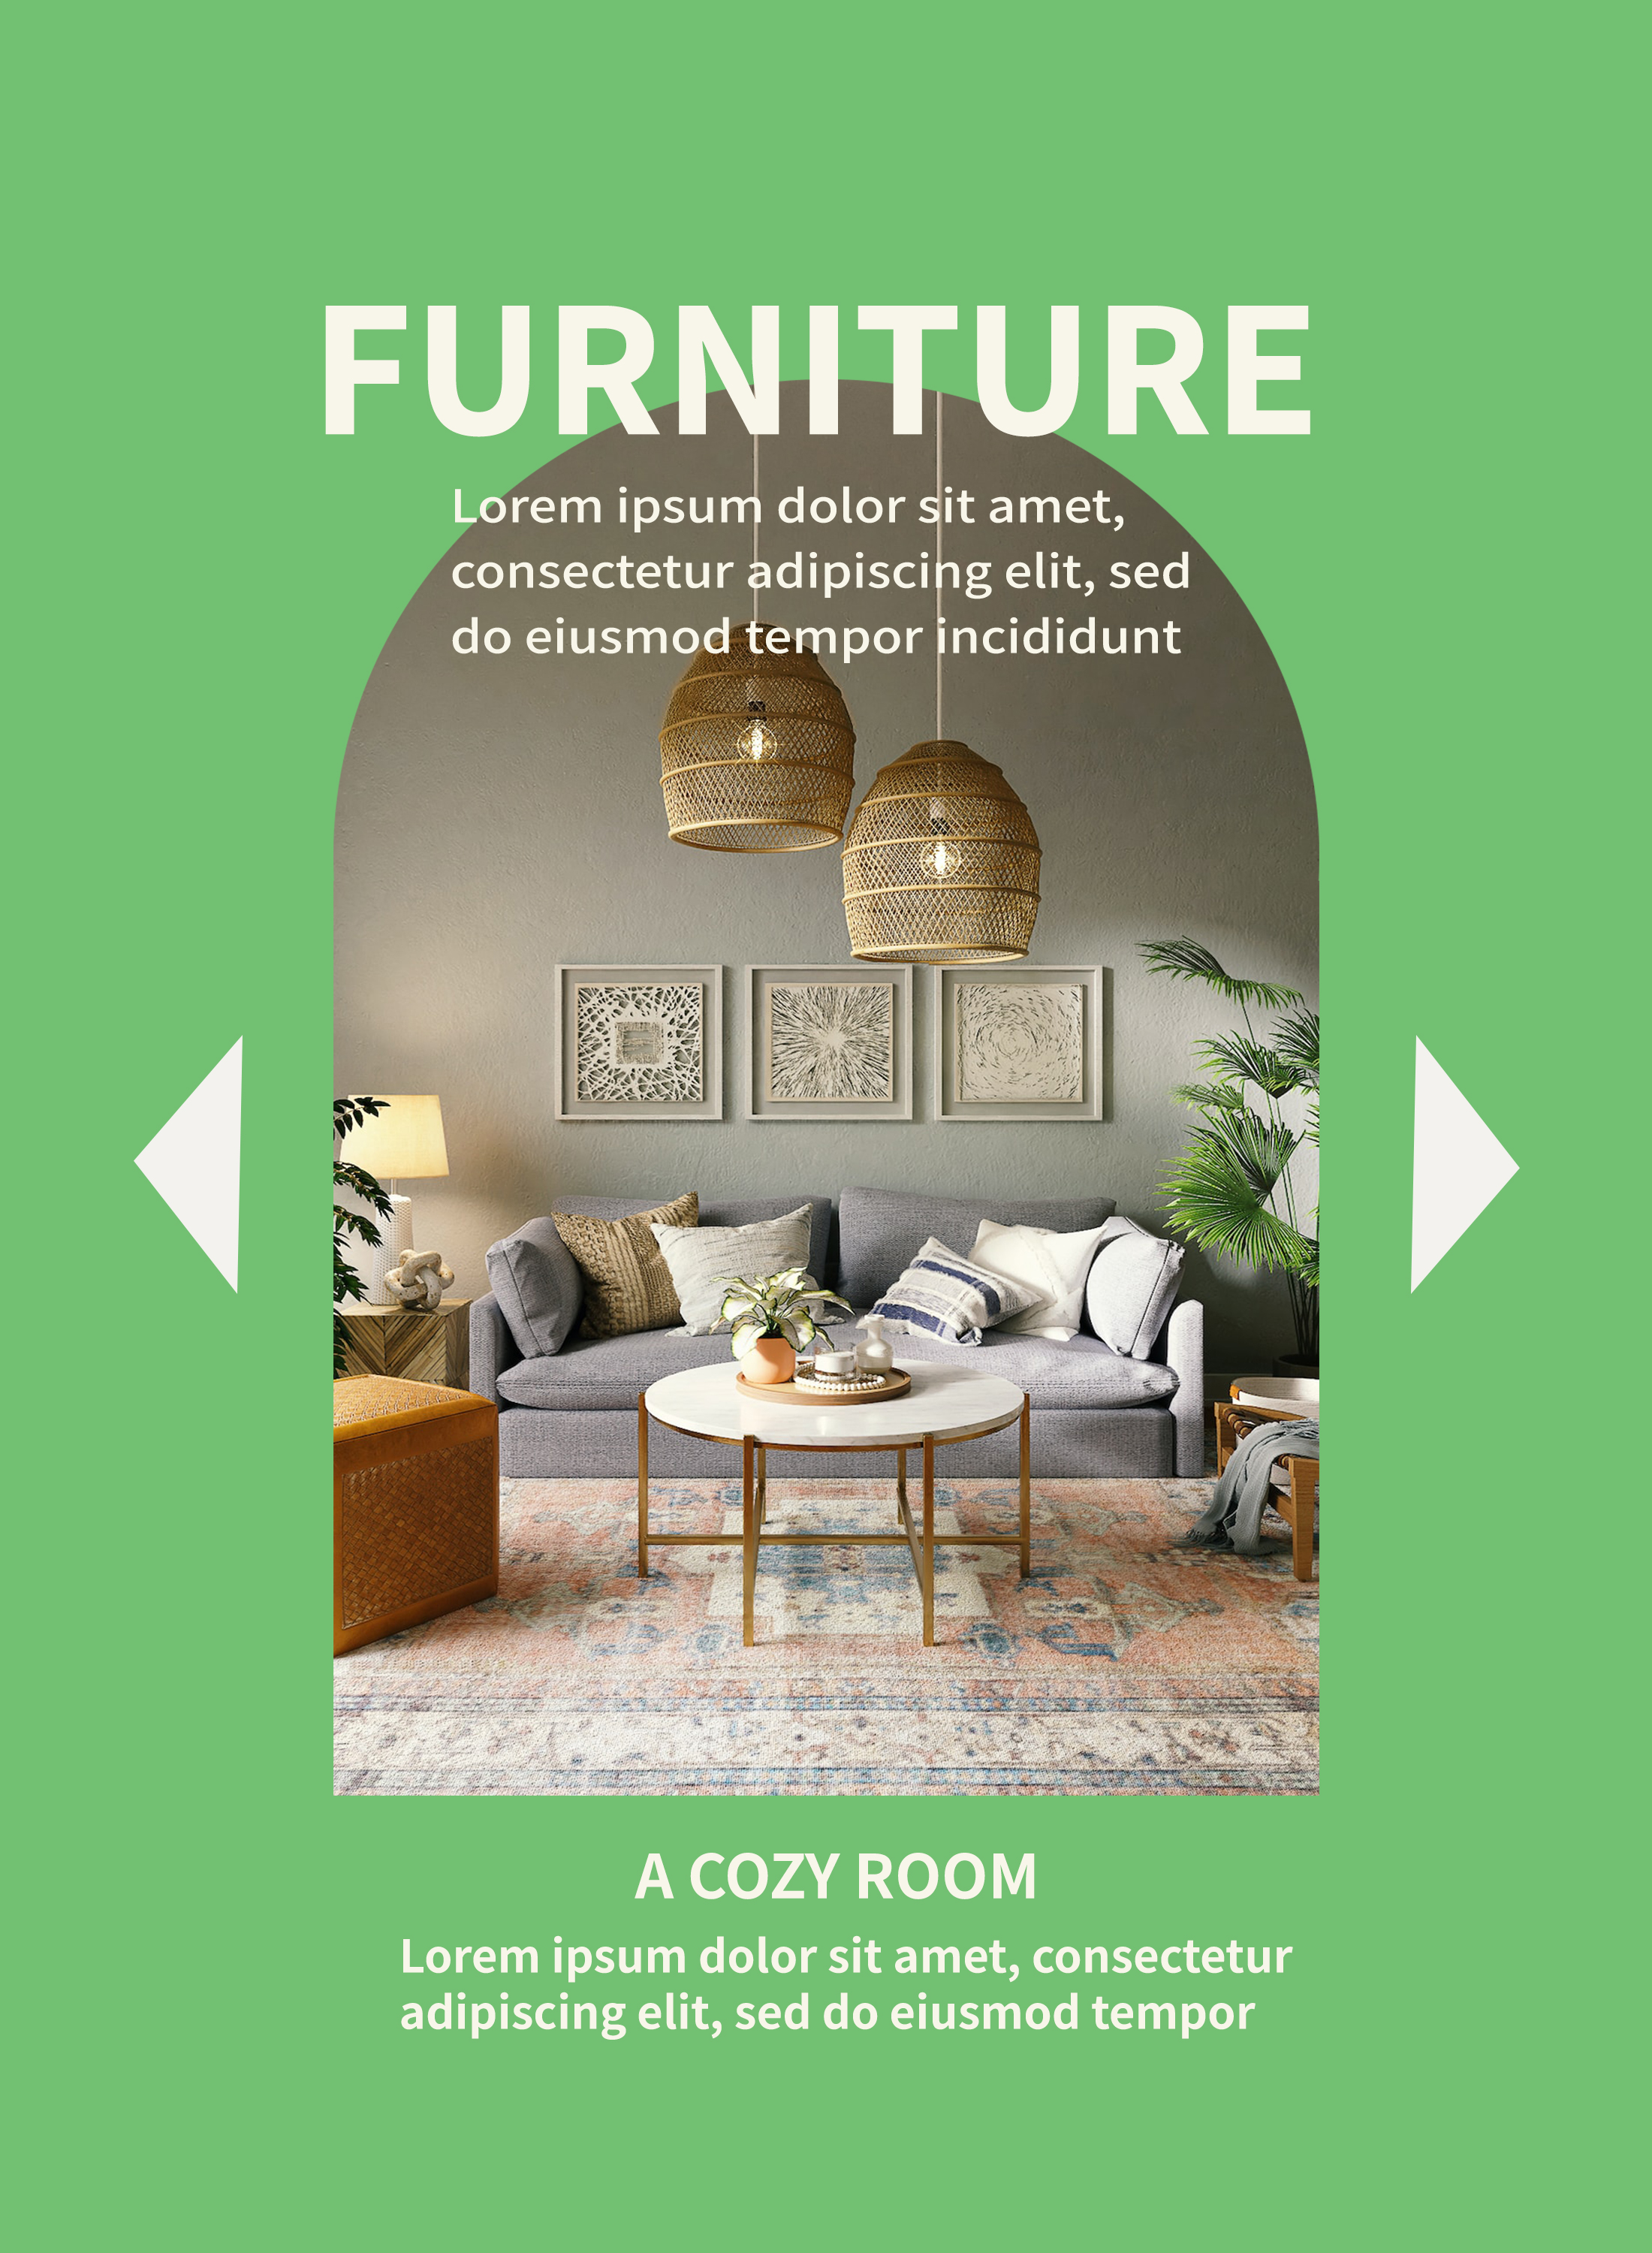 FURNITURE
Lorem ipsum dolor sit amet,
consectetur adipiscing elit, sed
do eiusmod tempor incididunt
A COZY ROOM
Lorem ipsum dolor sit amet, consectetur
adipiscing elit, sed do eiusmod tempor